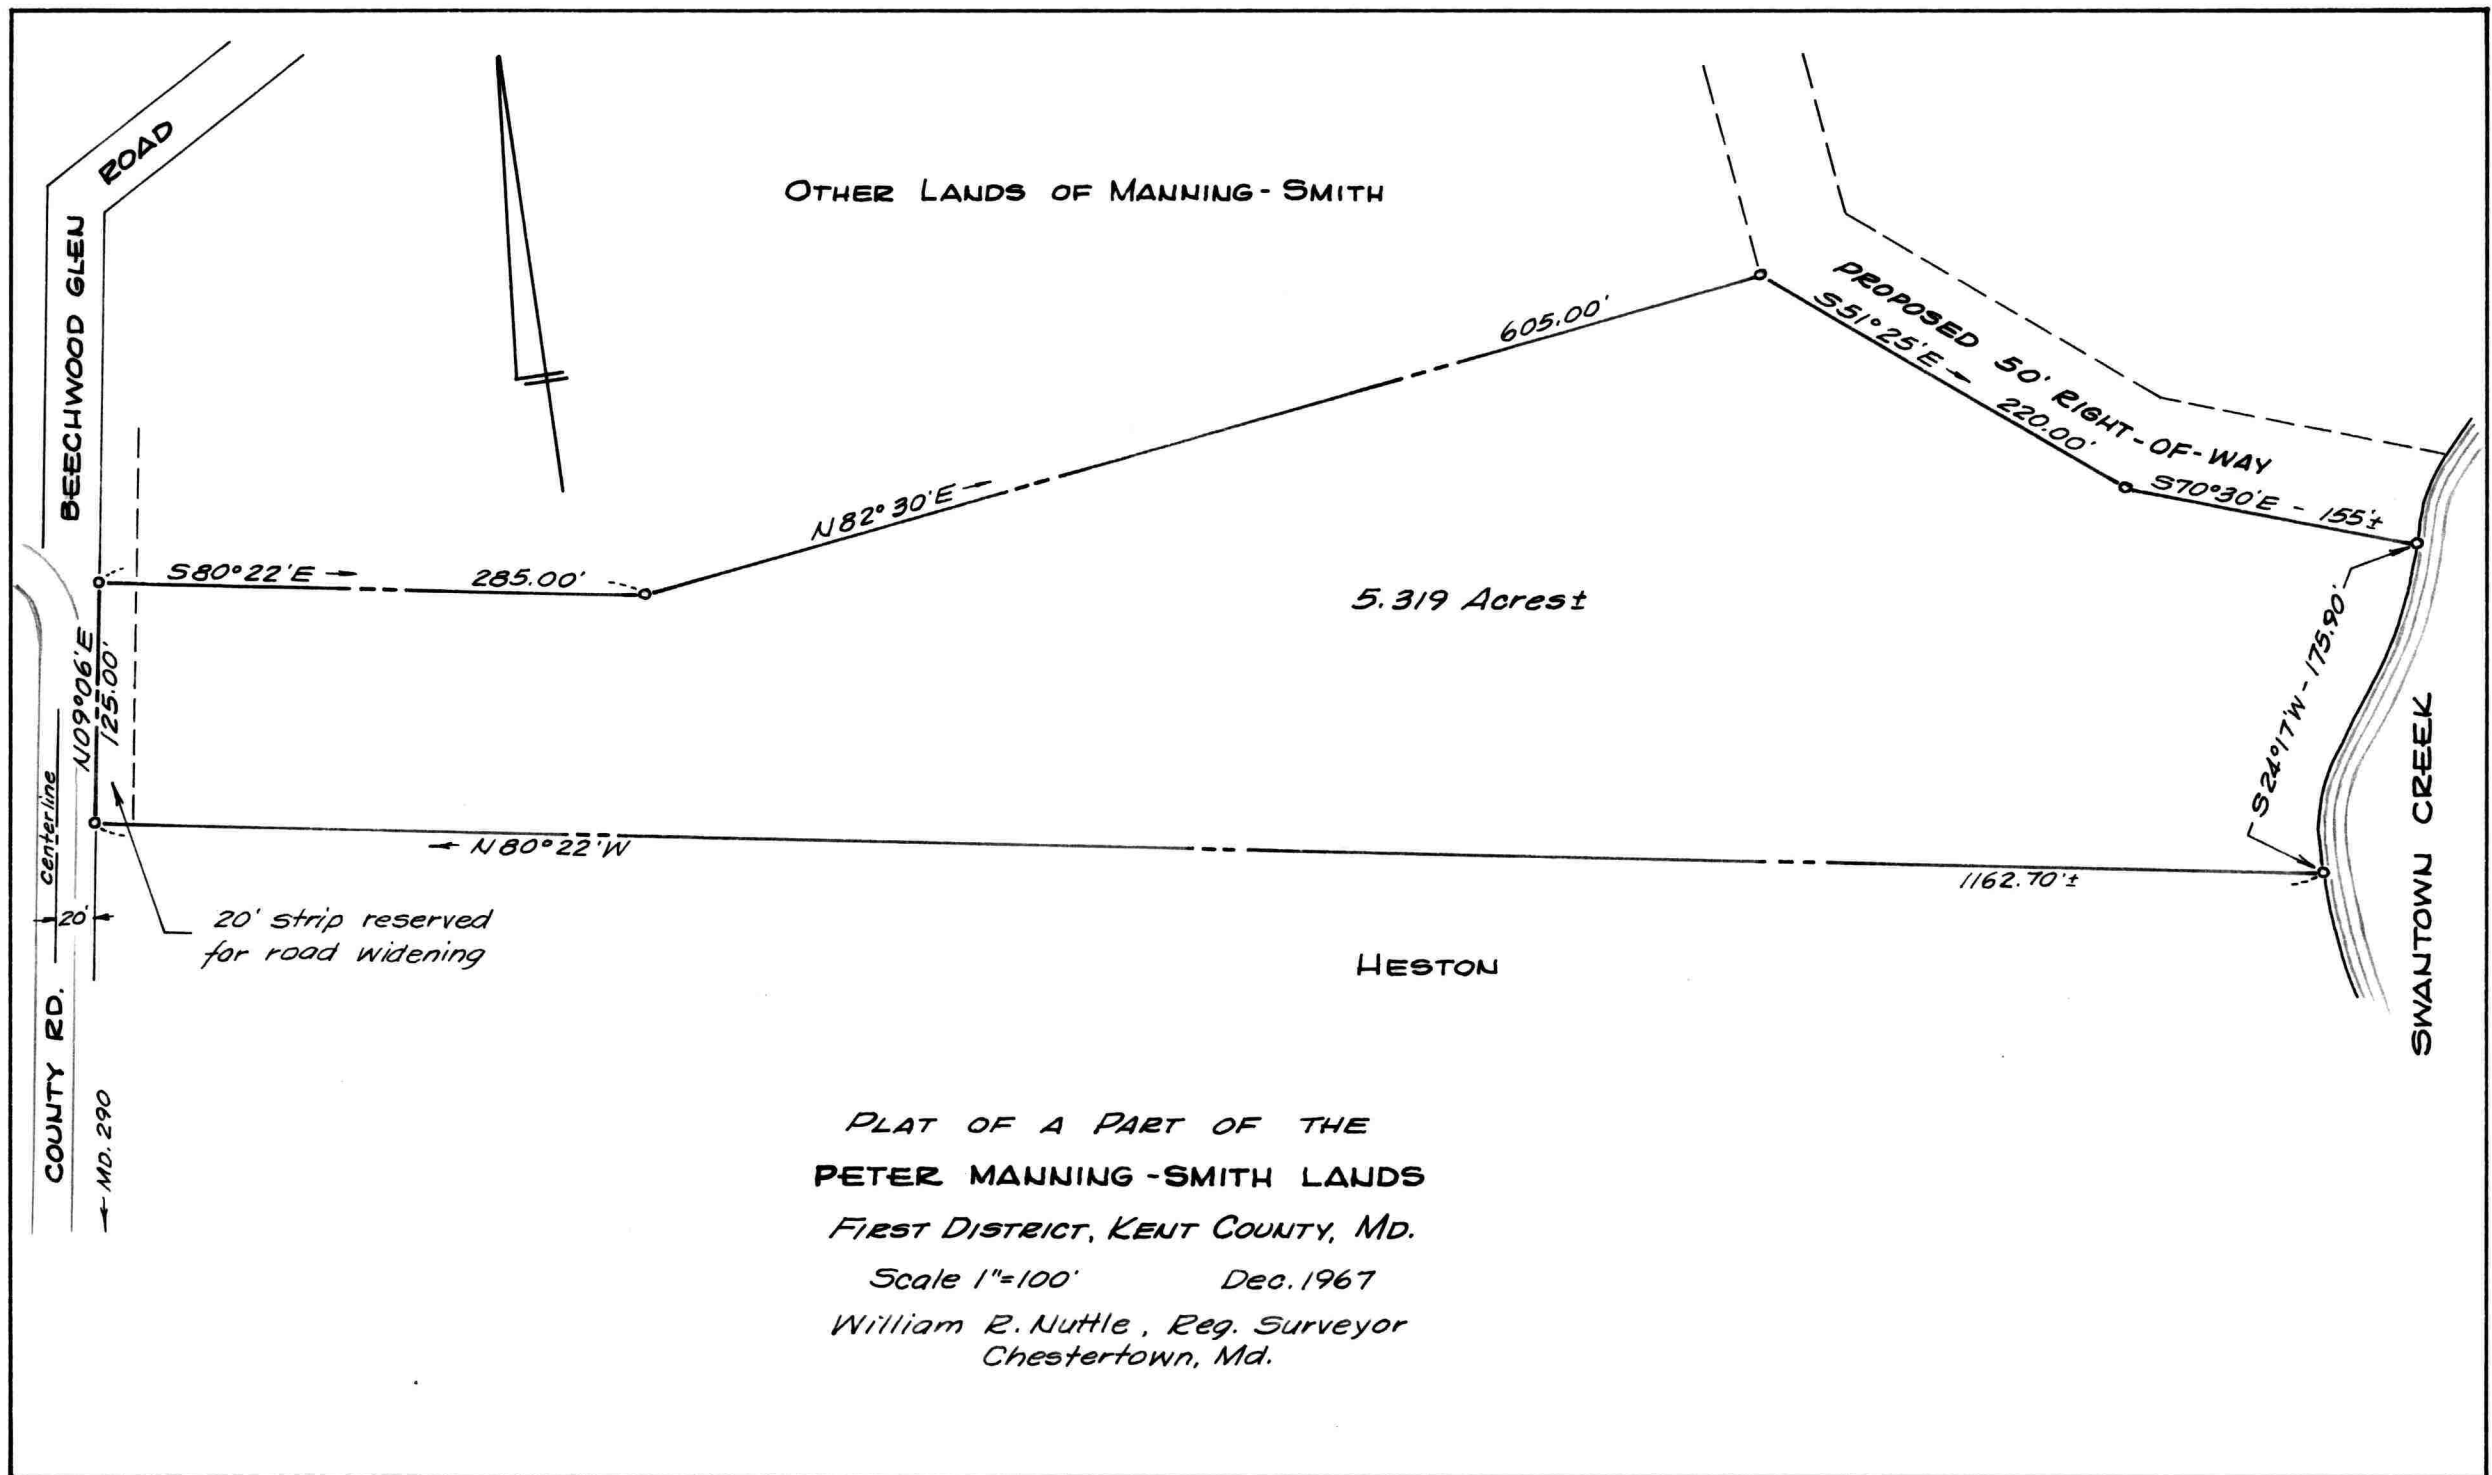 ROAD
BEECHWOOD GLEN
OTHER LANDS OF MANNING-SMITH
PROPOSED 50' RIGHT-OF-WAY
S51°25'E
220.00'
S70°30'E - 155'±
605.00'
N82°30'E
S80°22'E
285.00'
5.319 Acres±
N09°06'E
125.00'
S24°17'W-175.90'
SWANTOWN CREEK
centerline
20'
N80°22'W
1162.70'±
20' strip reserved
for road widening
HESTON
COUNTY RD.
MD. 290
PLAT OF A PART OF THE
PETER MANNING-SMITH LANDS
FIRST DISTRICT, KENT COUNTY, MD.
Scale 1"=100' Dec. 1967
William R. Nuttle, Reg. Surveyor
Chestertown, Md.